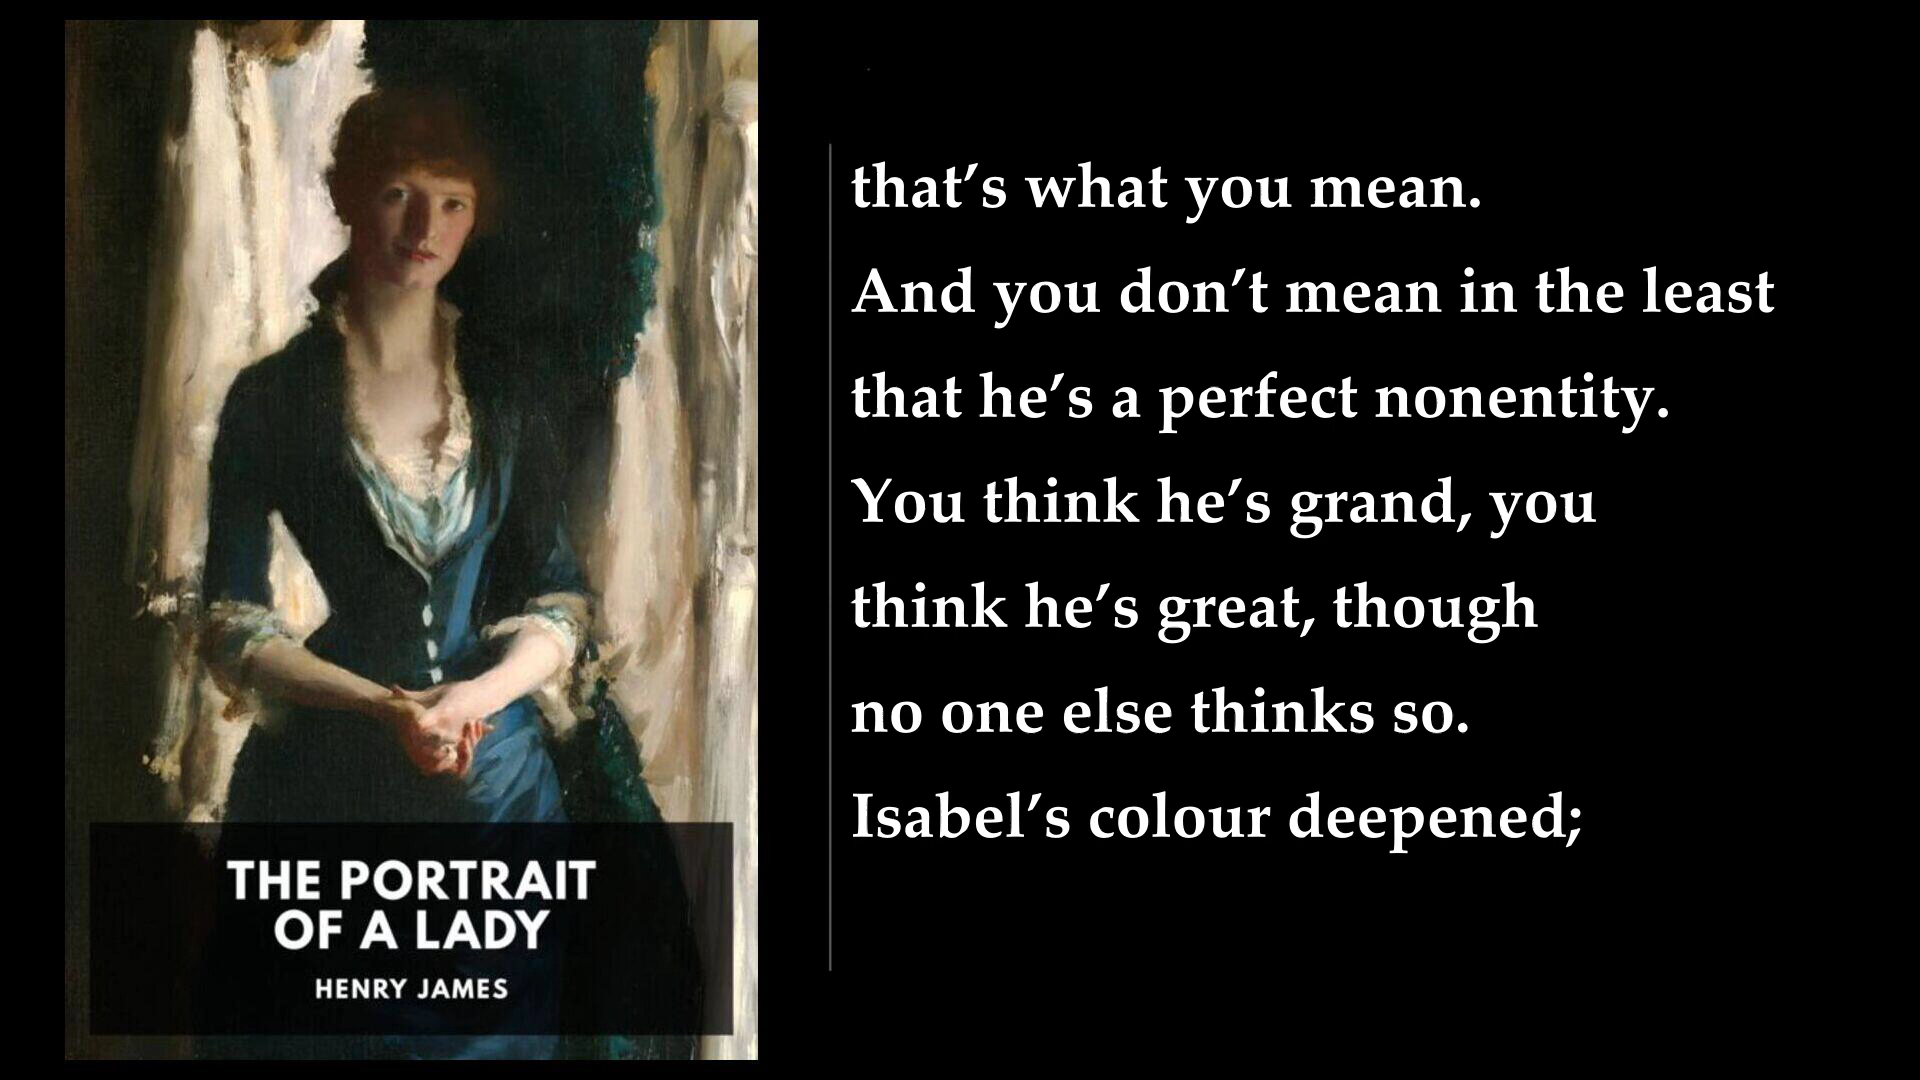 THE PORTRAIT
OF A LADY
HENRY JAMES
that’s what you mean.
And you don’t mean in the least
that he’s a perfect nonentity.
You think he’s grand, you
think he’s great, though
no one else thinks so.
Isabel’s colour deepened;